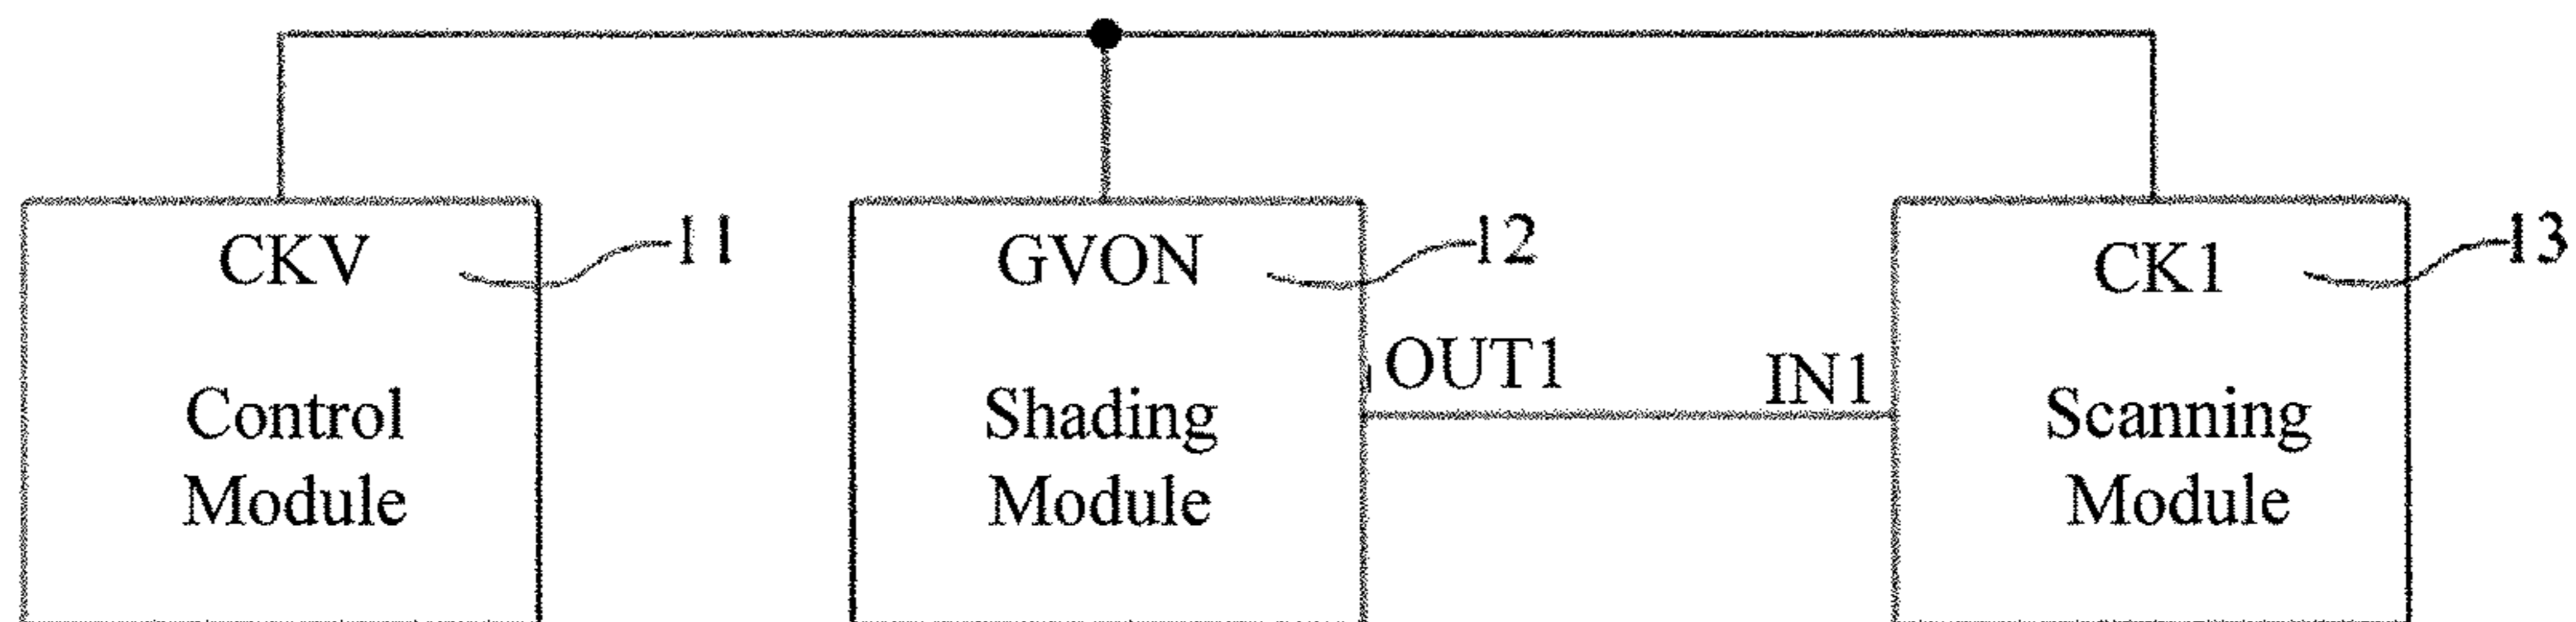 CKV
11
Control
Module
GVON
12
OUT1
Shading
Module
IN1
CK1
13
Scanning
Module